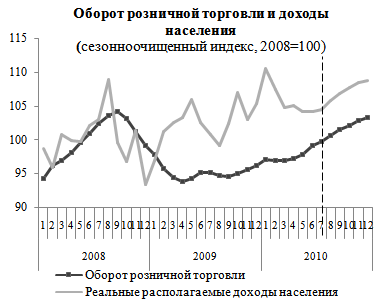 Оборот розничной торговли и доходы
населения
(сезонноочищенный индекс, 2008=100)
115
110
105
100
95
90
1 2 3 4 5 6 7 8 9 10 11 12 1 2 3 4 5 6 7 8 9 10 11 12 1 2 3 4 5 6 7 8 9 10 11 12
2008 2009 2010
Оборот розничной торговли
Реальные располагаемые доходы населения